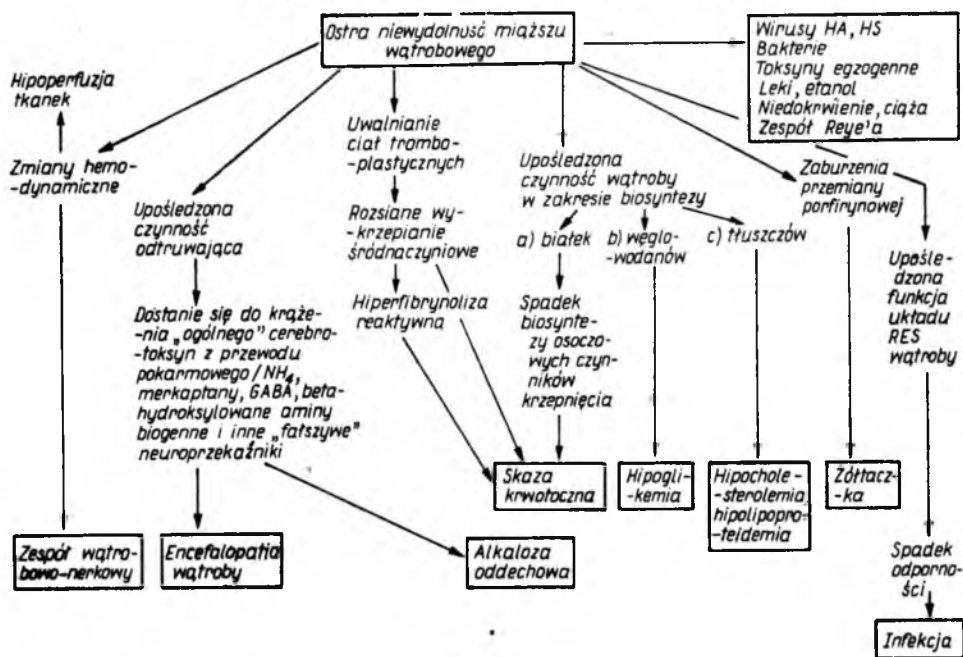 Ostra niewydolność miąższu
wątrobowego
Wirusy HA, HS
Bakterie
Toksyny egzogenne
Leki, etanol
Niedokrwienie, ciąża
Zespół Reye'a
Hipoperfuzja
tkanek
Zmiany hemo-
-dynamiczne
Upośledzona
czynność
odtruwająca
Dostanie się do krąże-
nia „ogólnego” cerebro-
-toksyn z przewodu
pokarmowego/NH₄,
merkaptany, GABA, beta-
hydroksylowane aminy
biogenne i inne „fałszywe”
neuroprzekaźniki
Uwalnianie
ciał trombo-
-plastycznych
Rozsiane wy-
-krzepianie
śródnaczyniowe
Hiperfibrynoliza
reaktywna
Upośledzona
czynność wątroby
w zakresie biosyntezy
a) białek
b) węglo-
-wodanów
c) tłuszczów
Spadek
biosynte-
zy osoczo-
wych czyn-
ników
krzepnięcia
Zaburzenia
przemiany
porfirynowej
Upośle-
dzona
funkcja
układu
RES
wątroby
Skaza
krwotoczna
Hipogli-
-kemia
Hipochole-
-sterolemia,
hipolipopro-
-teidemia
Żółtacz-
-ka
Zespół wątro-
bowo-nerkowy
Encefalopatia
wątroby
Alkaloza
oddechowa
Spadek
odporno-
ści
Infekcja